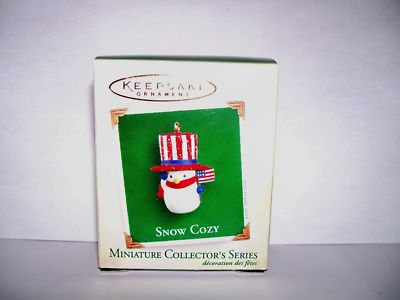 KEEPSAKE
ORNAMENT
SNOW COZY
MINIATURE COLLECTOR'S SERIES
décoration des fêtes